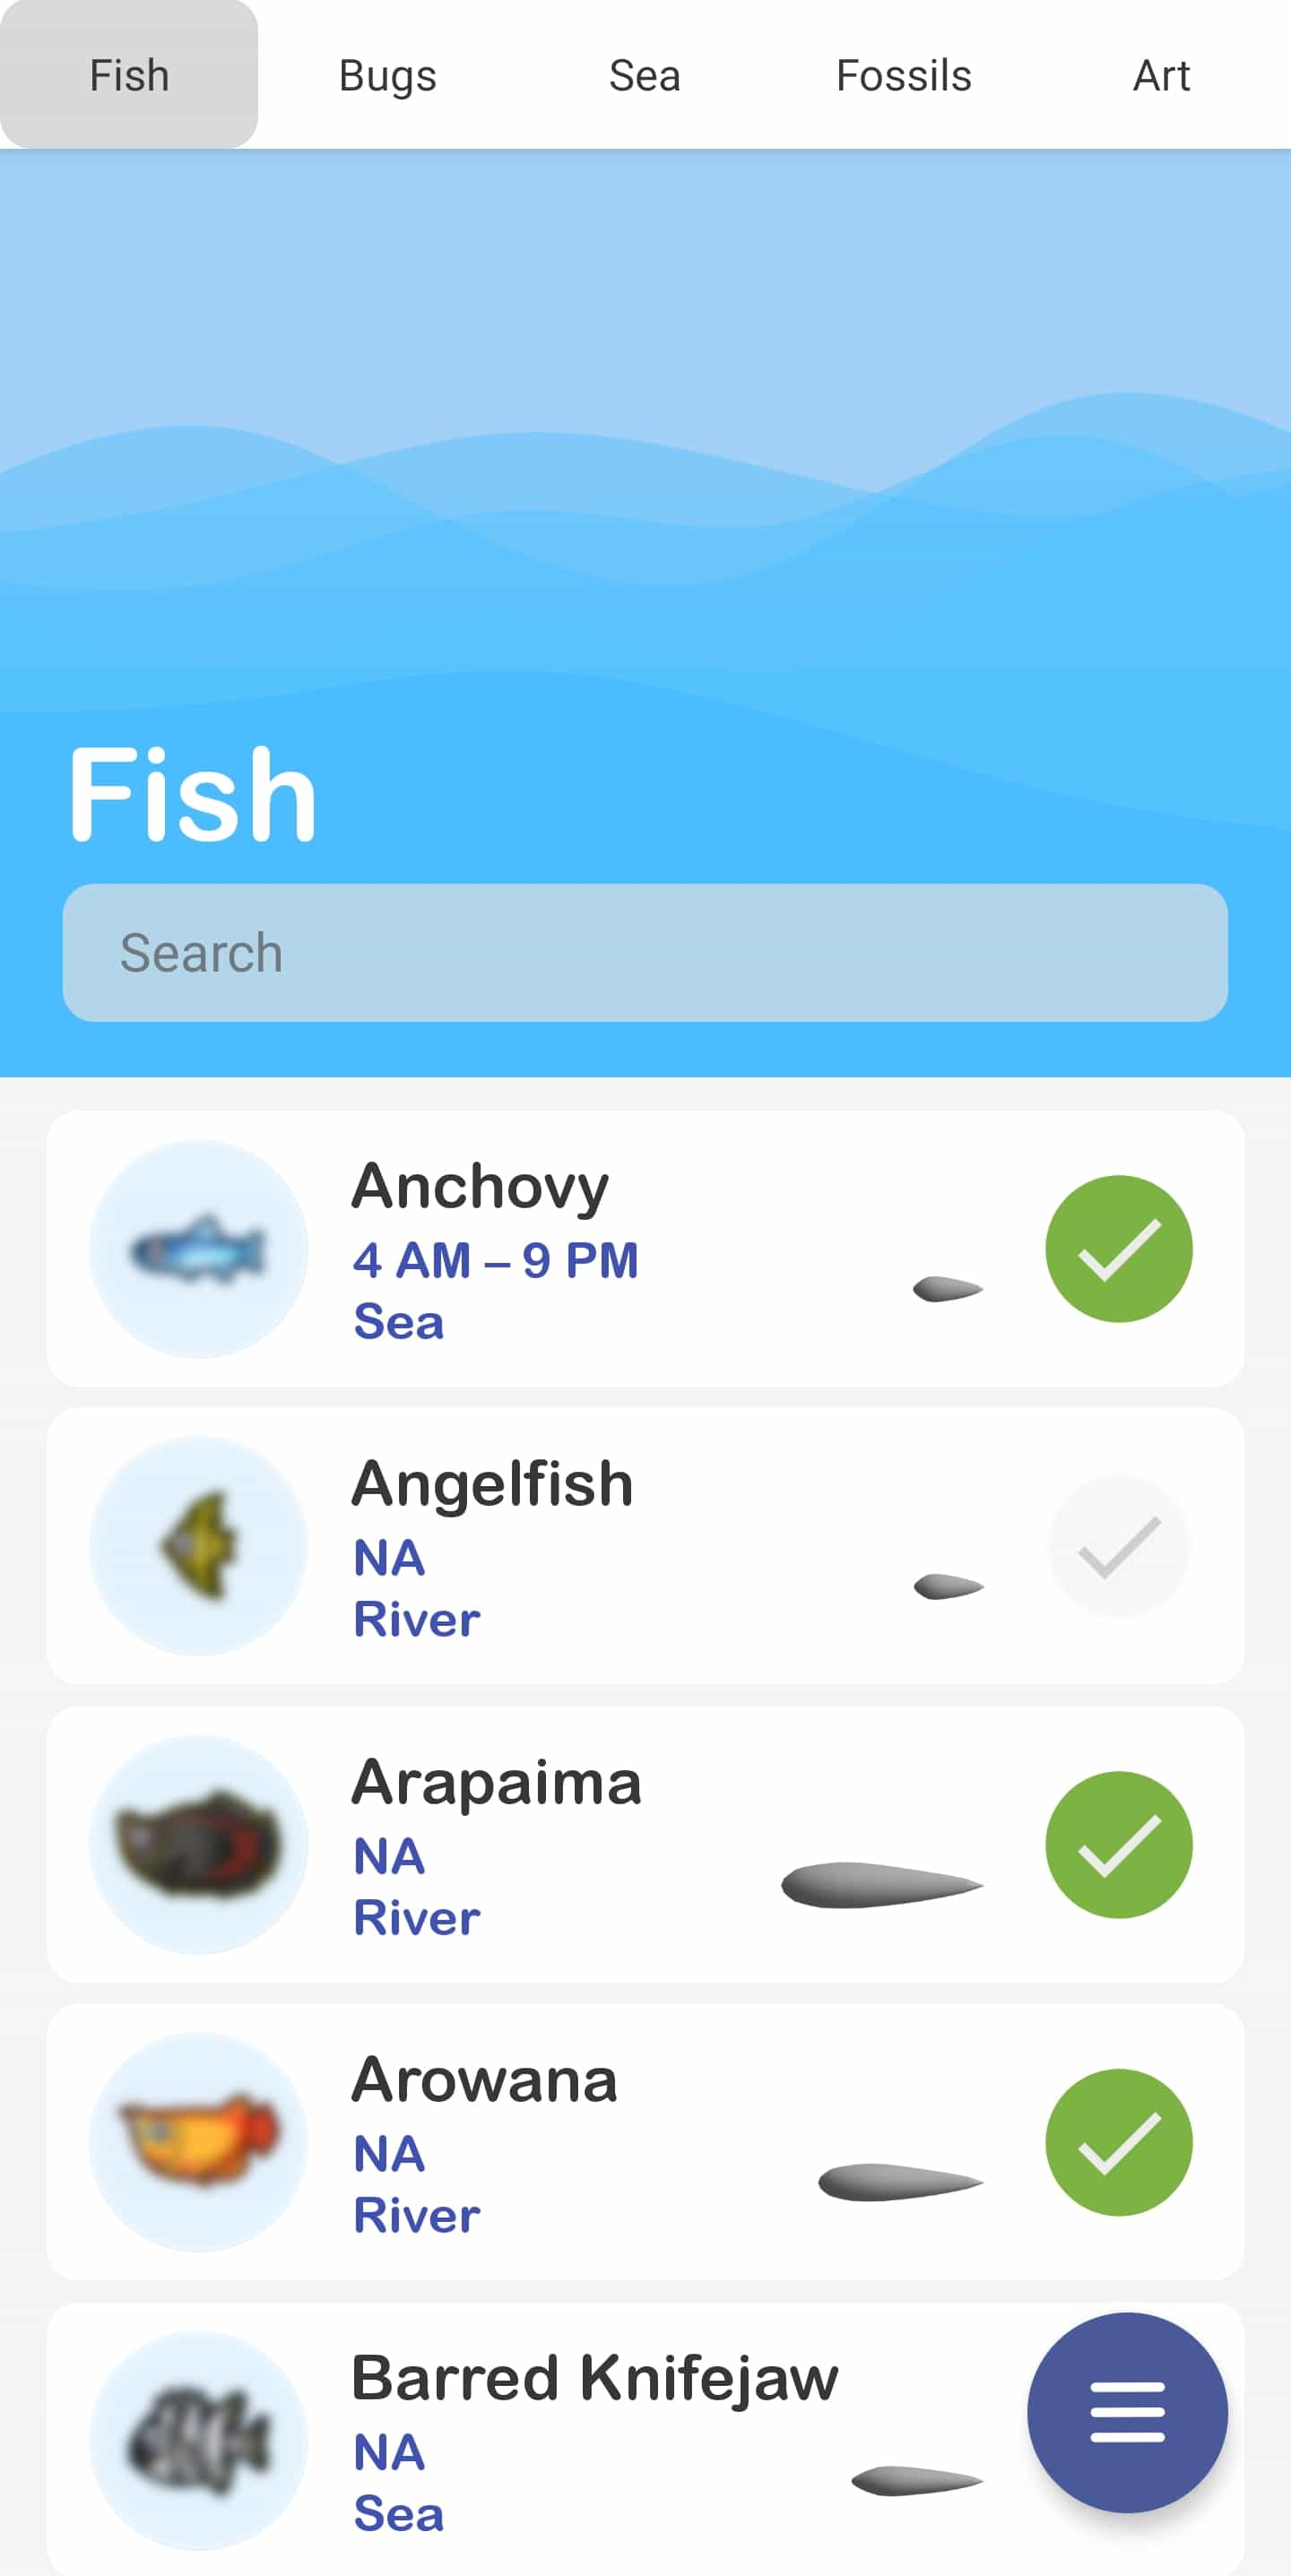 Fish
Bugs
Sea
Fossils
Art
Fish
Search
Anchovy
4 AM – 9 PM
Sea
Angelfish
NA
River
Arapaima
NA
River
Arowana
NA
River
Barred Knifejaw
NA
Sea